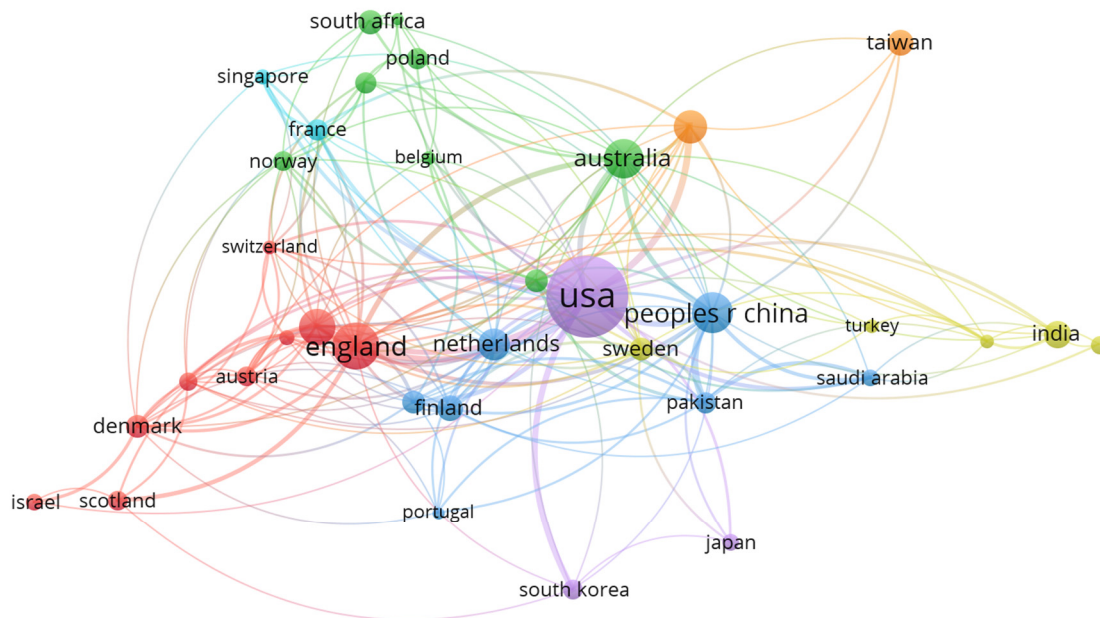 south africa
taiwan
poland
singapore
france
belgium
australia
norway
switzerland
usa
peoples r china
turkey
india
england
netherlands
sweden
austria
saudi arabia
finland
pakistan
denmark
israel
scotland
portugal
japan
south korea